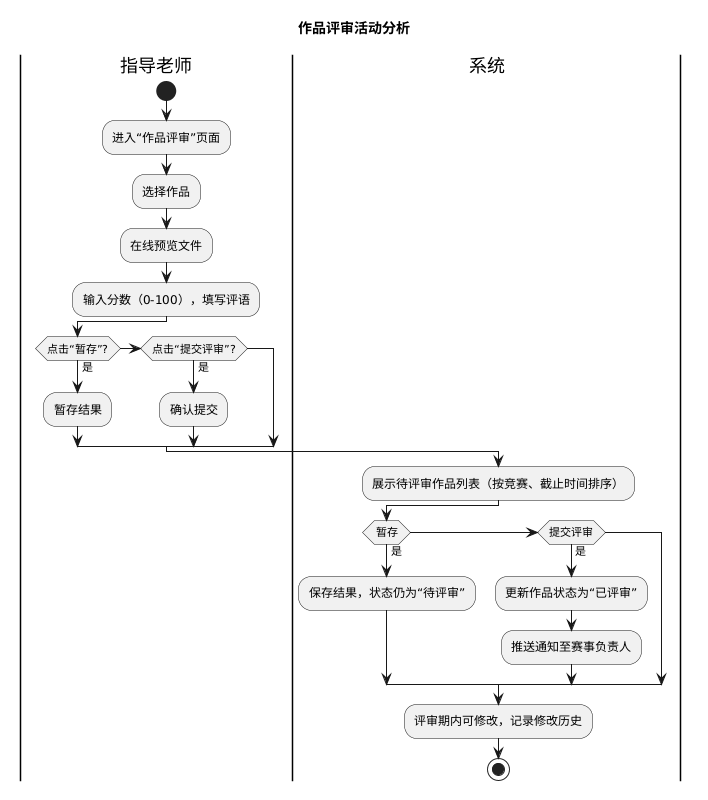 作品评审活动分析
指导老师
系统
进入“作品评审”页面
选择作品
在线预览文件
输入分数（0-100），填写评语
点击“暂存”?
点击“提交评审”?
是
是
暂存结果
确认提交
展示待评审作品列表（按竞赛、截止时间排序）
暂存
提交评审
是
是
保存结果，状态仍为“待评审”
更新作品状态为“已评审”
推送通知至赛事负责人
评审期内可修改，记录修改历史